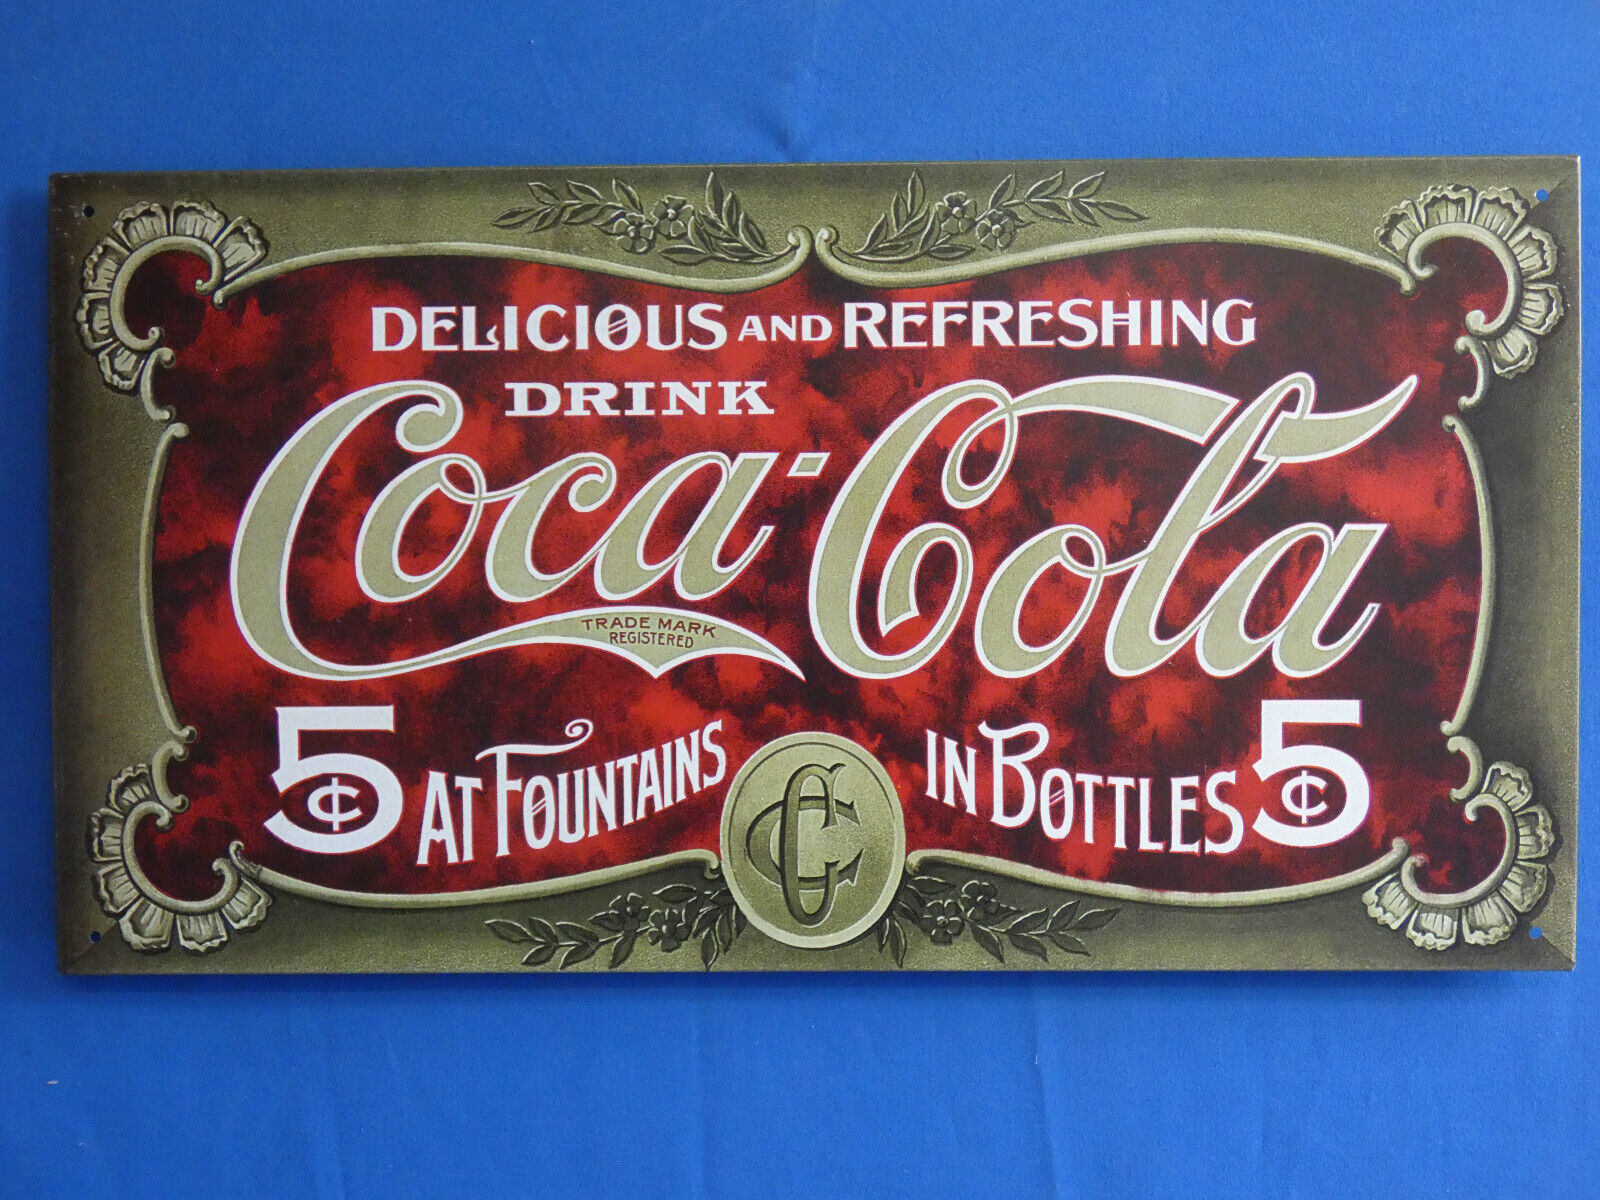 DELICIOUS AND REFRESHING
DRINK
Coca-Cola
TRADE MARK
REGISTERED
5¢ AT FOUNTAINS
CC
IN BOTTLES 5¢